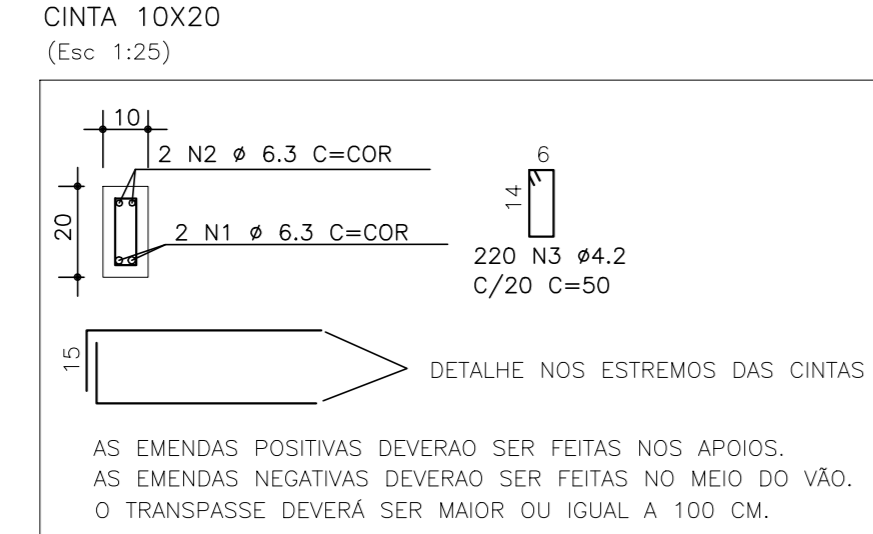 CINTA 10X20
(Esc 1:25)
10
2 N2 ø 6.3 C=COR
20
2 N1 ø 6.3 C=COR
6
14
220 N3 ø4.2
C/20 C=50
15
DETALHE NOS ESTREMOS DAS CINTAS
AS EMENDAS POSITIVAS DEVERAO SER FEITAS NOS APOIOS.
AS EMENDAS NEGATIVAS DEVERAO SER FEITAS NO MEIO DO VÃO.
O TRANSPASSE DEVERÁ SER MAIOR OU IGUAL A 100 CM.